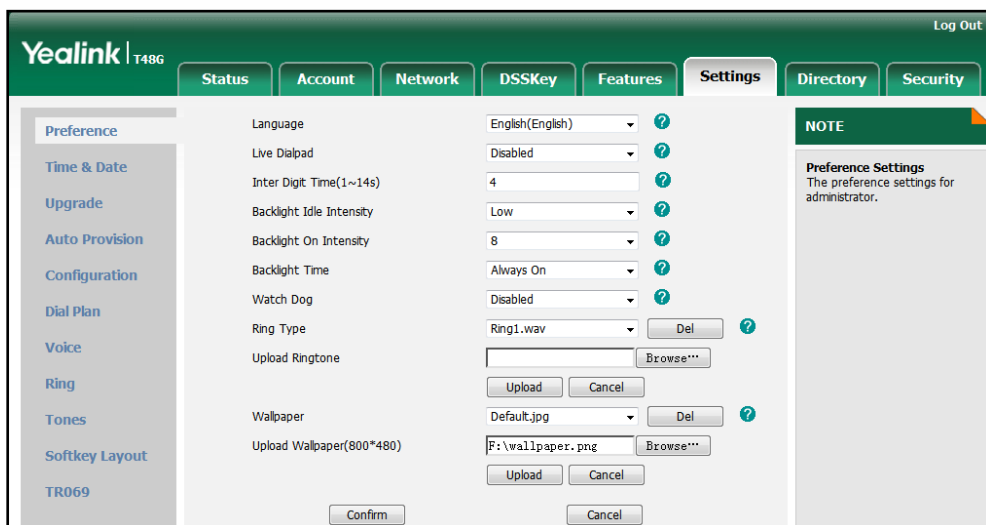 Log Out
Yealink | T48G
Status Account Network DSSKey Features Settings Directory Security
Preference
Time & Date
Upgrade
Auto Provision
Configuration
Dial Plan
Voice
Ring
Tones
Softkey Layout
TR069
Language English(English) ?
Live Dialpad Disabled ?
Inter Digit Time(1~14s) 4 ?
Backlight Idle Intensity Low ?
Backlight On Intensity 8 ?
Backlight Time Always On ?
Watch Dog Disabled ?
Ring Type Ring1.wav Del ?
Upload Ringtone Browse···
Upload Cancel
Wallpaper Default.jpg Del ?
Upload Wallpaper(800*480) F:\wallpaper.png Browse···
Upload Cancel
Confirm Cancel
NOTE
Preference Settings
The preference settings for
administrator.